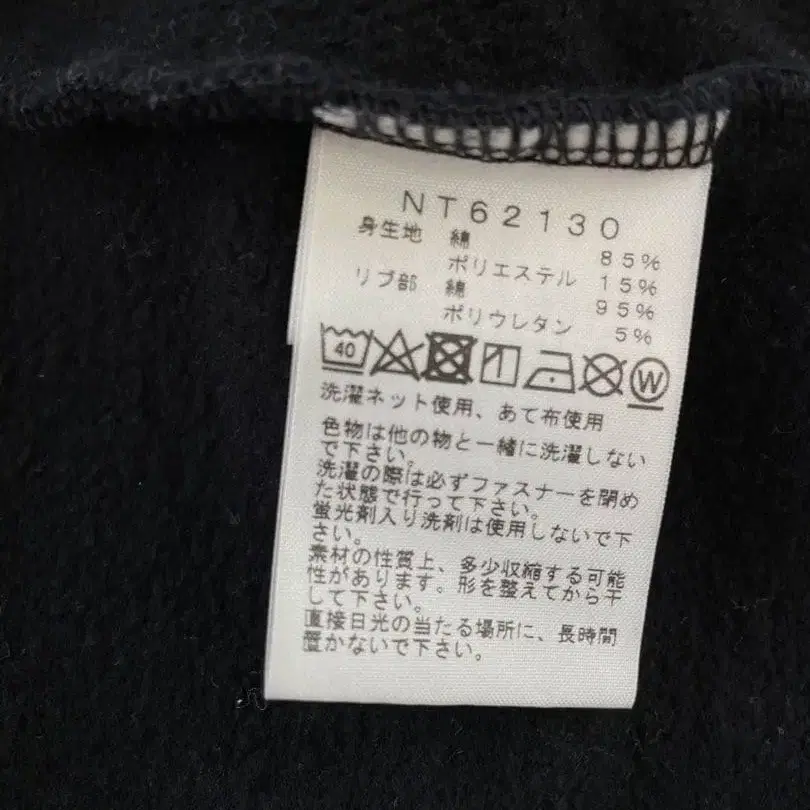 NT62130
身生地 綿 85%
ポリエステル 15%
リブ部 綿 95%
ポリウレタン 5%
40 W
洗濯ネット使用、あて布使用
色物は他の物と一緒に洗濯しない
で下さい。
洗濯の際は必ずファスナーを閉め
た状態で行って下さい。
蛍光剤入り洗剤は使用しないで下
さい。
素材の性質上、多少収縮する可能
性があります。形を整えてから干
して下さい。
直接日光の当たる場所に、長時間
置かないで下さい。